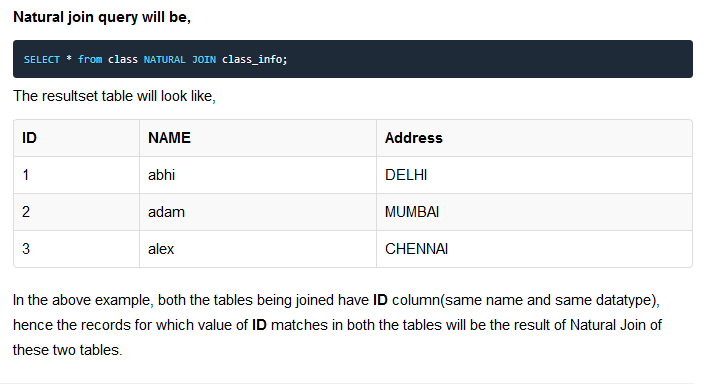 Natural join query will be,
SELECT * from class NATURAL JOIN class_info;
The resultset table will look like,
ID NAME Address
1 abhi DELHI
2 adam MUMBAI
3 alex CHENNAI
In the above example, both the tables being joined have ID column(same name and same datatype),
hence the records for which value of ID matches in both the tables will be the result of Natural Join of
these two tables.